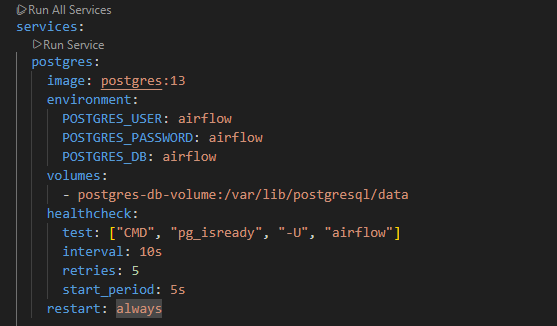 Run All Services
services:
Run Service
postgres:
image: postgres:13
environment:
POSTGRES_USER: airflow
POSTGRES_PASSWORD: airflow
POSTGRES_DB: airflow
volumes:
- postgres-db-volume:/var/lib/postgresql/data
healthcheck:
test: ["CMD", "pg_isready", "-U", "airflow"]
interval: 10s
retries: 5
start_period: 5s
restart: always